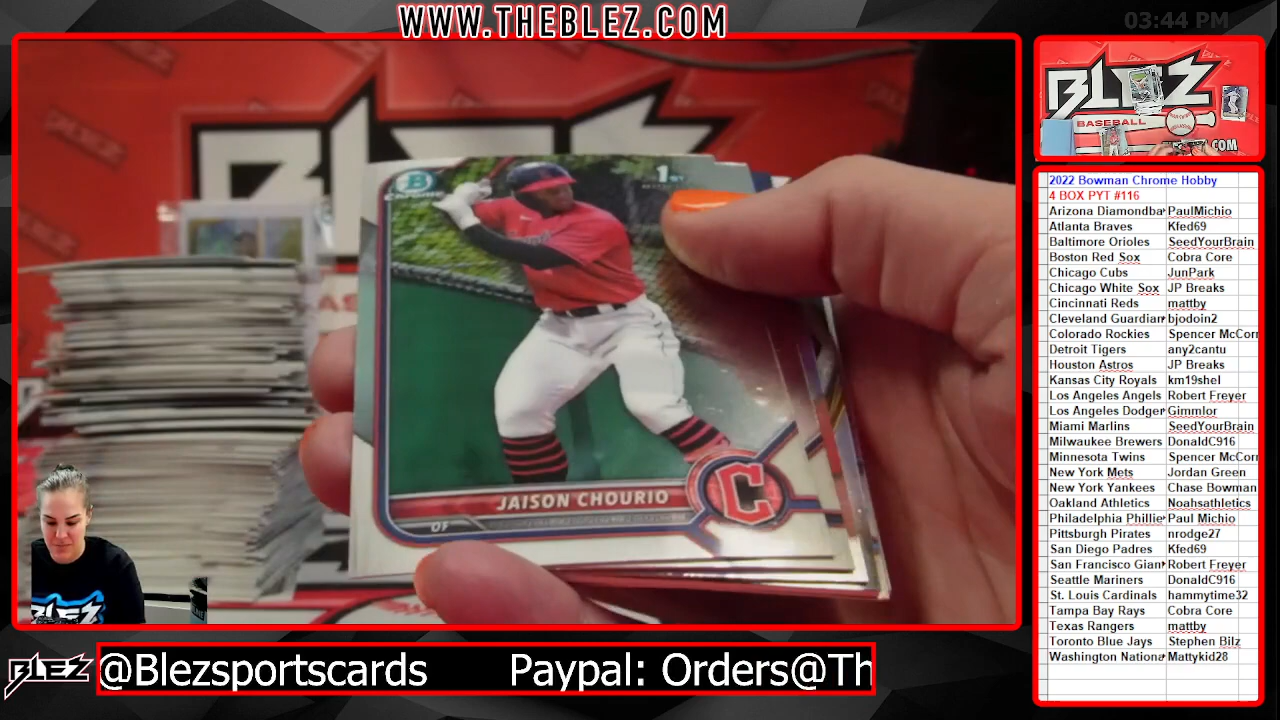 WWW.THEBLEZ.COM
03:44 PM
BLEZ
BASEBALL
.COM
B
1ST
JAISON CHOURIO
OF
C
BLEZ
2022 Bowman Chrome Hobby
4 BOX PYT #116
Arizona Diamondba PaulMichio
Atlanta Braves Kfed69
Baltimore Orioles SeedYourBrain
Boston Red Sox Cobra Core
Chicago Cubs JunPark
Chicago White Sox JP Breaks
Cincinnati Reds mattby
Cleveland Guardian bjodoin2
Colorado Rockies Spencer McCorr
Detroit Tigers any2cantu
Houston Astros JP Breaks
Kansas City Royals km19shel
Los Angeles Angels Robert Freyer
Los Angeles Dodger Gimmlor
Miami Marlins SeedYourBrain
Milwaukee Brewers DonaldC916
Minnesota Twins Spencer McCorr
New York Mets Jordan Green
New York Yankees Chase Bowman
Oakland Athletics Noahsathletics
Philadelphia Phillie Paul Michio
Pittsburgh Pirates nrodge27
San Diego Padres Kfed69
San Francisco Gian Robert Freyer
Seattle Mariners DonaldC916
St. Louis Cardinals hammytime32
Tampa Bay Rays Cobra Core
Texas Rangers mattby
Toronto Blue Jays Stephen Bilz
Washington Nationa Mattykid28
BLEZ
@Blezsportscards Paypal: Orders@Th